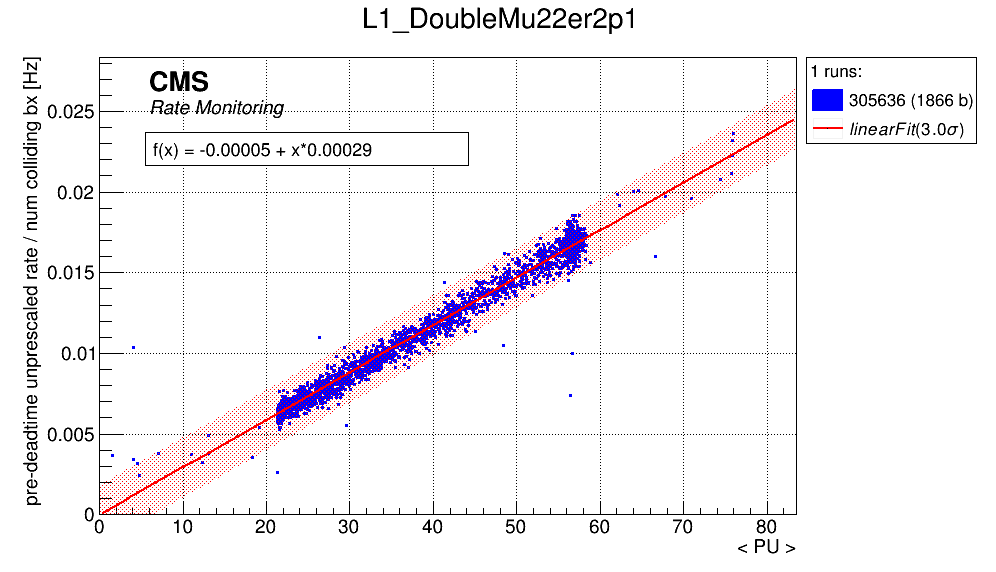 L1_DoubleMu22er2p1
pre-deadtime unprescaled rate / num colliding bx [Hz]
CMS
Rate Monitoring
f(x) = -0.00005 + x*0.00029
0.025
0.02
0.015
0.01
0.005
0
0 10 20 30 40 50 60 70 80
< PU >
1 runs:
305636 (1866 b)
linearFit(3.0σ)